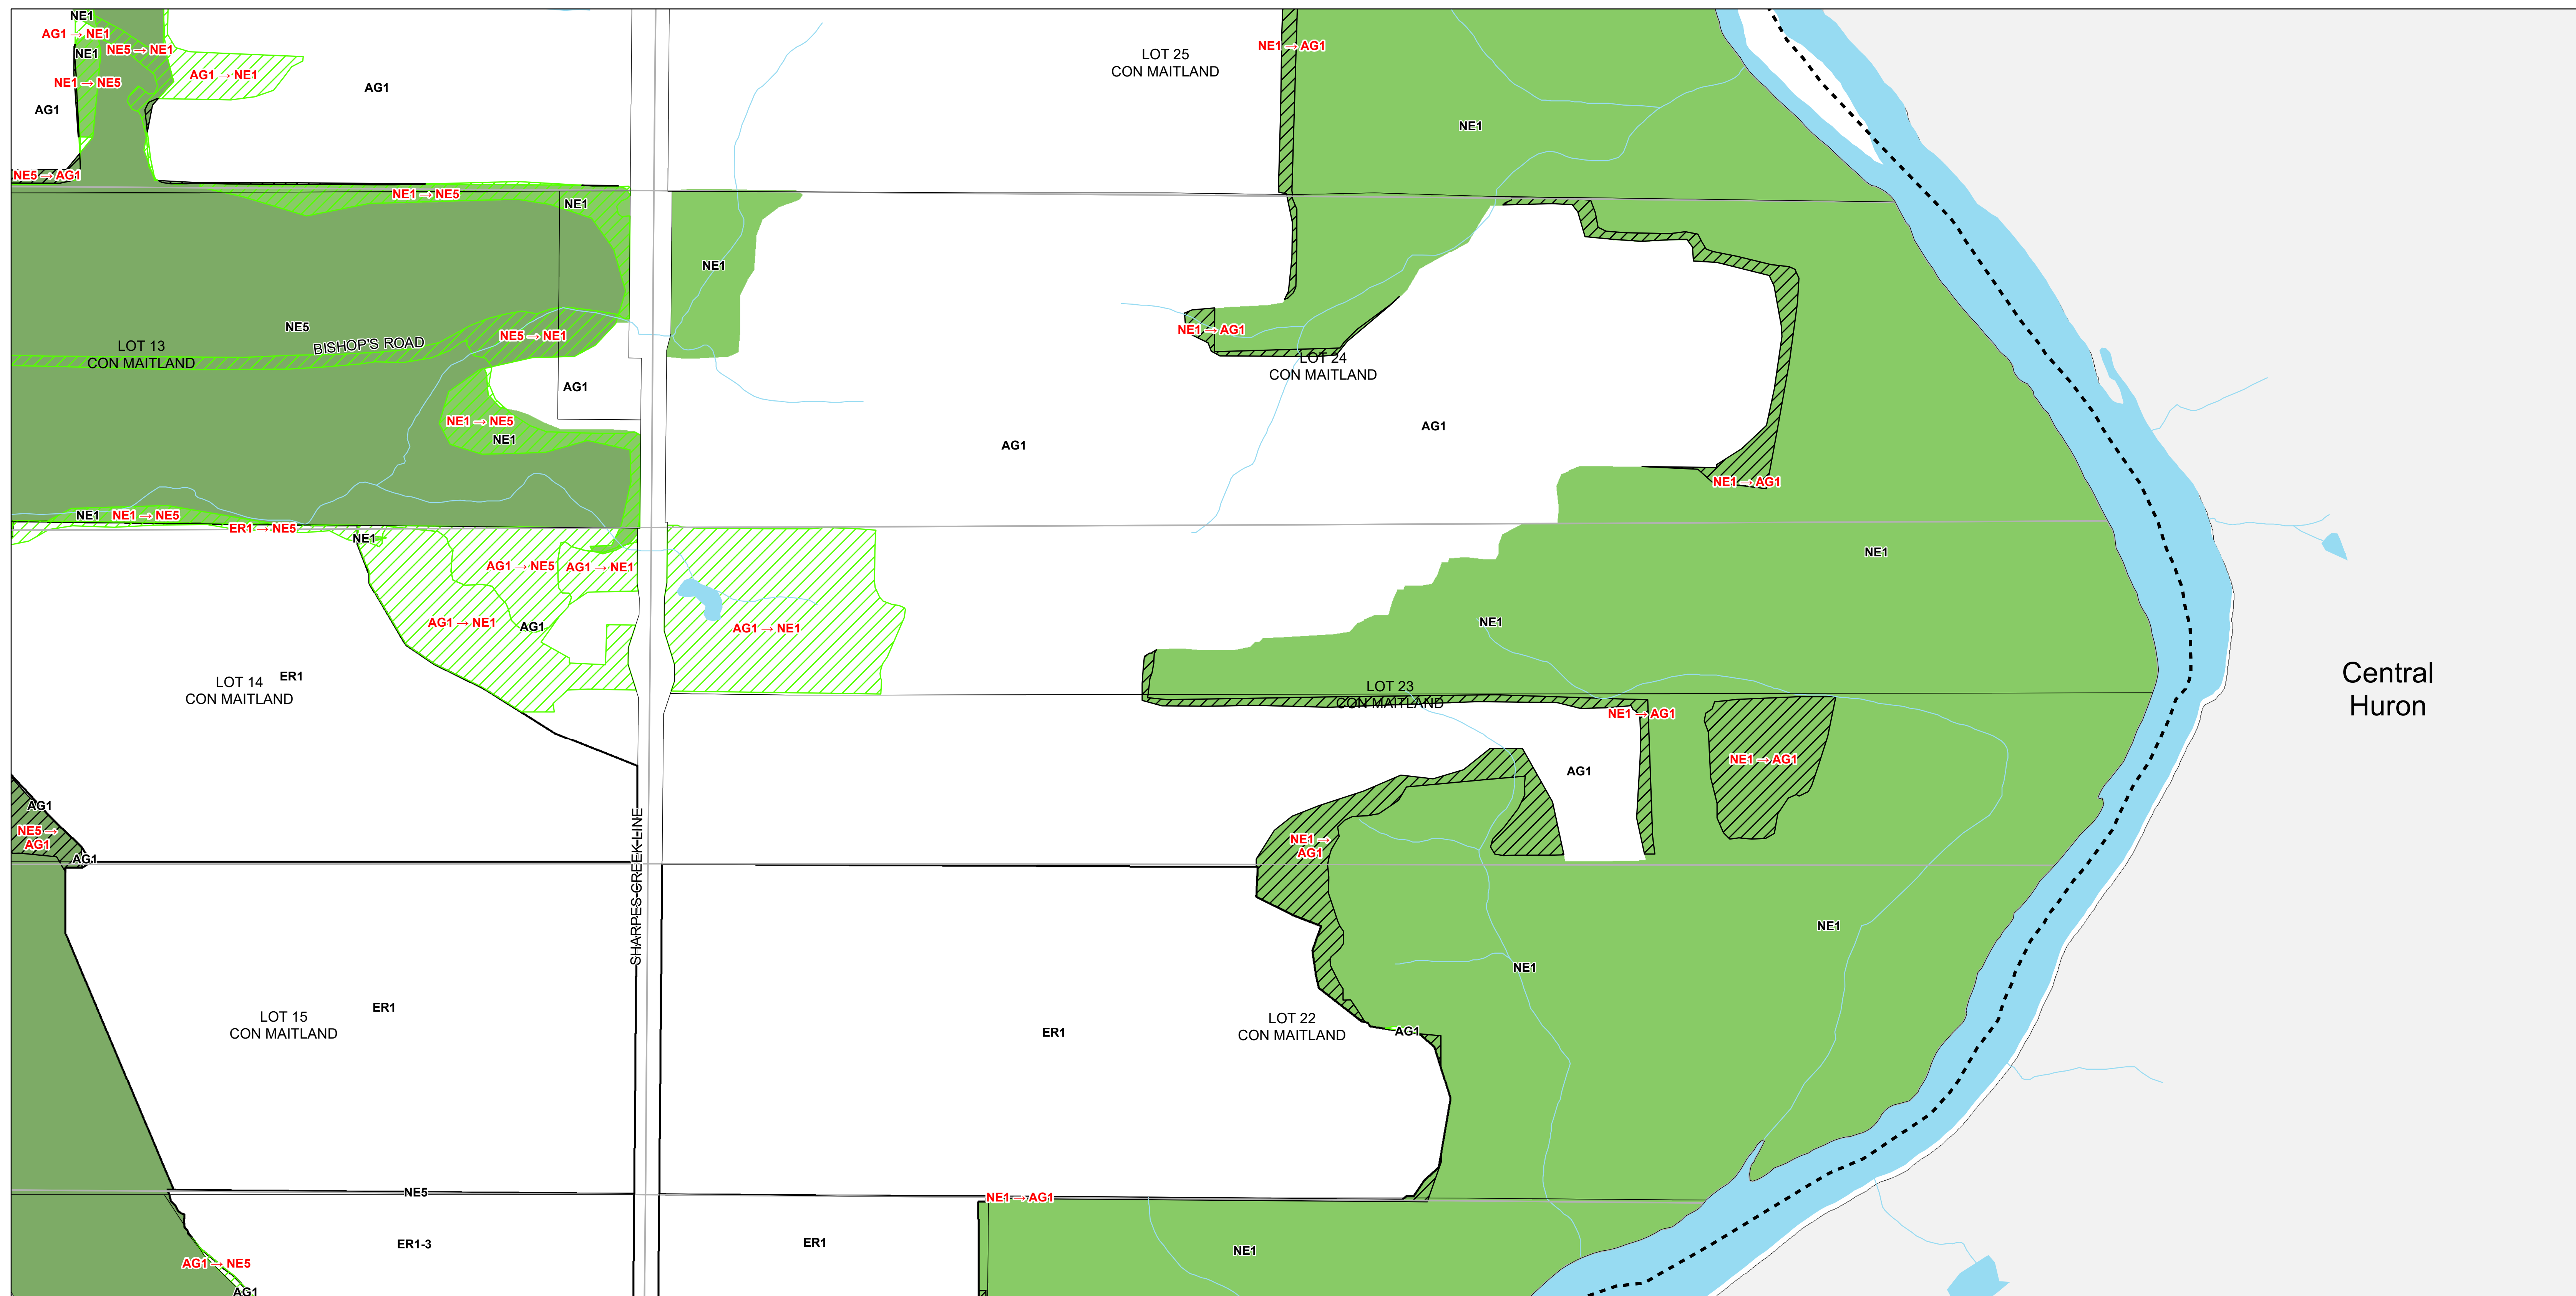 NE1
AG1 → NE1
NE5 → NE1
NE1
AG1 → NE1
NE1 → NE5
AG1
AG1
NE5 → AG1
LOT 25
CON MAITLAND
NE1 → AG1
NE1
NE1 → NE5
NE1
NE1
NE5
BISHOP'S ROAD
NE5 → NE1
LOT 13
CON MAITLAND
AG1
NE1 → NE5
NE1
NE1 → AG1
LOT 24
CON MAITLAND
AG1
AG1
NE1 → AG1
NE1
NE1 → NE5
ER1 → NE5
NE1
AG1 → NE5
AG1 → NE1
AG1 → NE1
AG1
AG1 → NE1
NE1
NE1
LOT 14
CON MAITLAND
ER1
LOT 23
CON MAITLAND
NE1 → AG1
NE1 → AG1
AG1
Central
Huron
AG1
NE5 →
AG1
AG1
NE1 →
AG1
SHARPES CREEK LINE
NE1
NE1
LOT 15
CON MAITLAND
ER1
ER1
LOT 22
CON MAITLAND
AG1
NE5
NE1 → AG1
ER1-3
ER1
NE1
AG1 → NE5
AG1